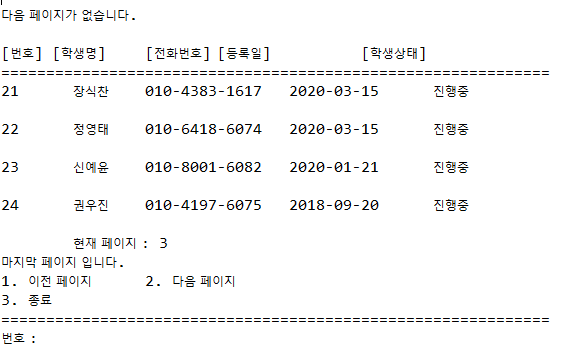 다음 페이지가 없습니다.
[번호] [학생명] [전화번호] [등록일] [학생상태]
=============================================================
21 장식찬 010-4383-1617 2020-03-15 진행중
22 정영태 010-6418-6074 2020-03-15 진행중
23 신예윤 010-8001-6082 2020-01-21 진행중
24 권우진 010-4197-6075 2018-09-20 진행중
현재 페이지 : 3
마지막 페이지 입니다.
1. 이전 페이지 2. 다음 페이지
3. 종료
=============================================================
번호 :